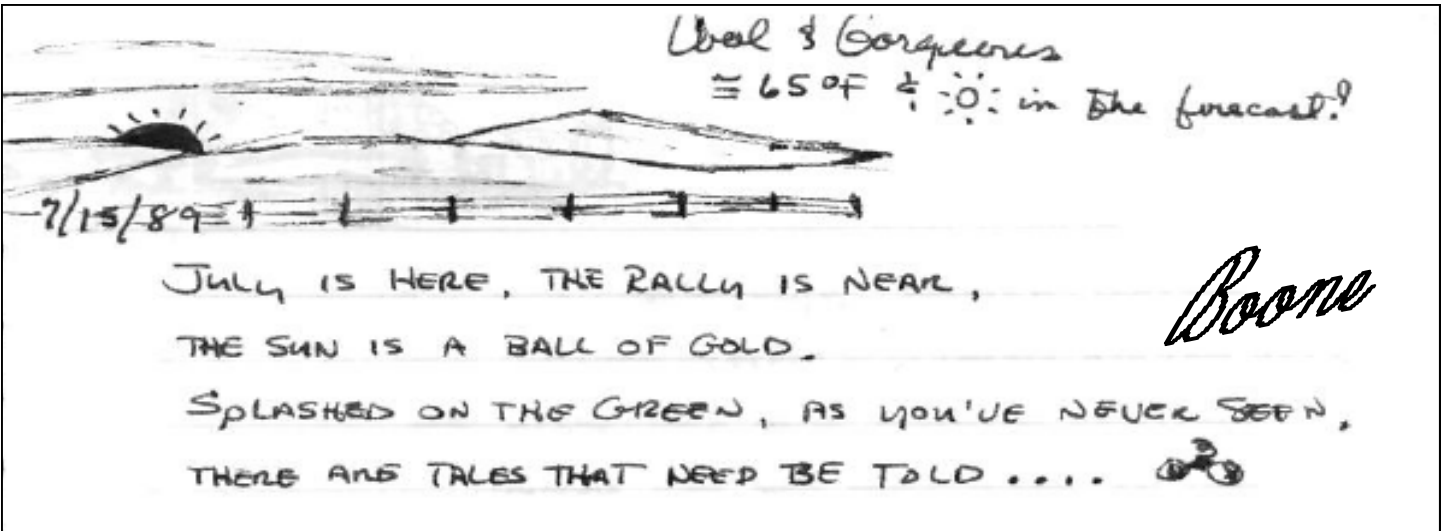 Cool & Gorgeous
≅ 65°F & ☼ in the forecast!
7/15/89
JULY IS HERE, THE RALLY IS NEAR,
Boone
THE SUN IS A BALL OF GOLD.
SPLASHED ON THE GREEN, AS YOU'VE NEVER SEEN,
THERE ARE TALES THAT NEED BE TOLD ....